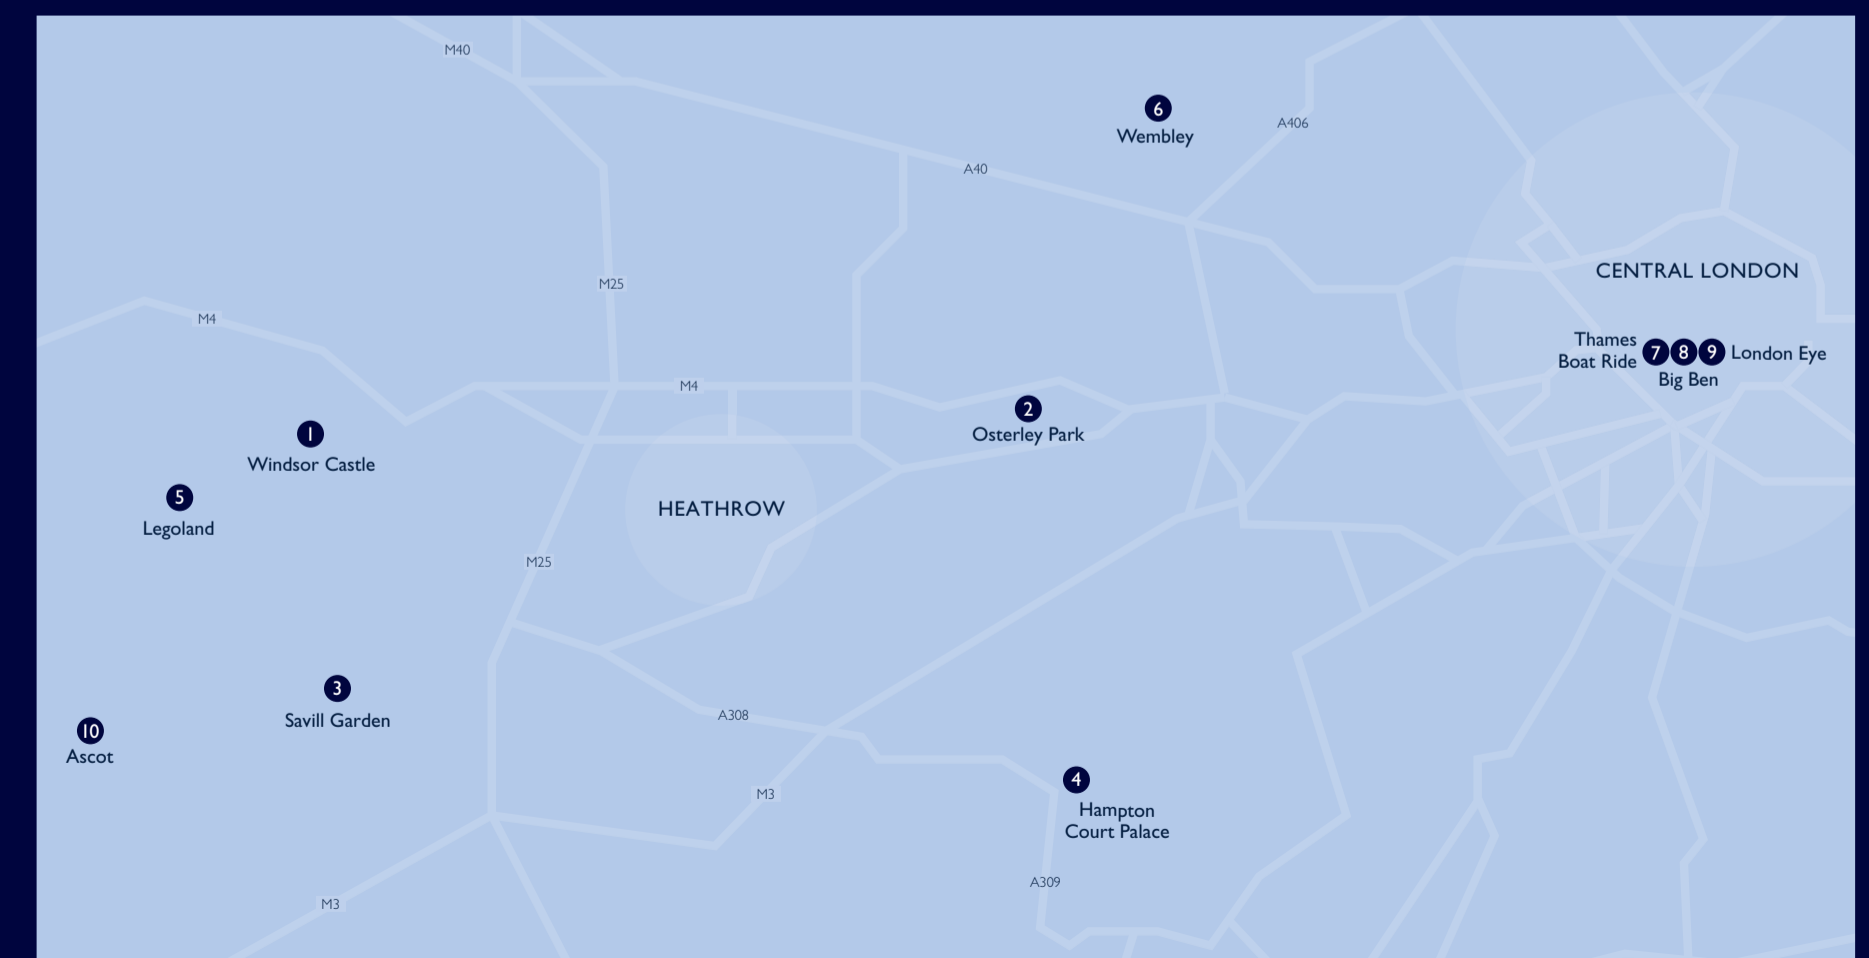 M40
6
Wembley
A406
A40
CENTRAL LONDON
M25
M4
Thames
Boat Ride
7 8 9 London Eye
Big Ben
M4
2
Osterley Park
1
Windsor Castle
5
Legoland
HEATHROW
M25
3
Savill Garden
A308
10
Ascot
4
Hampton
Court Palace
M3
A309
M3